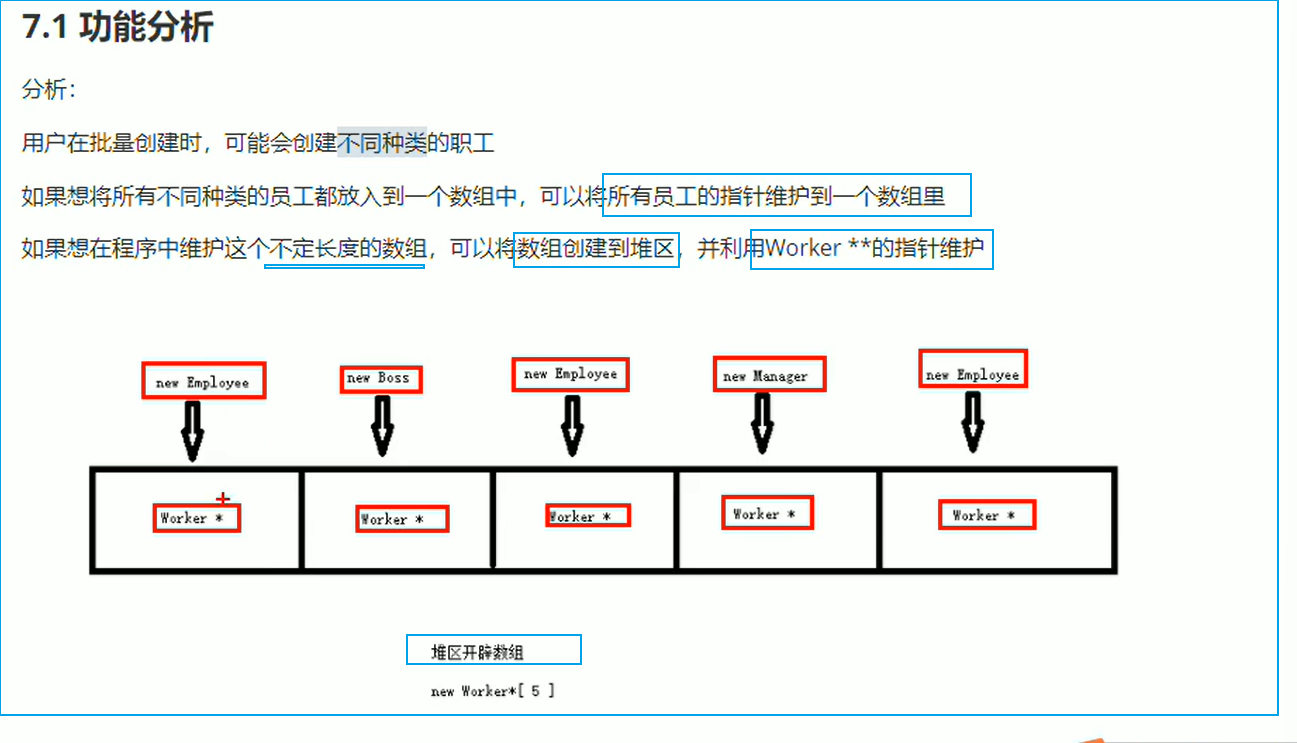 7.1 功能分析
分析：
用户在批量创建时，可能会创建不同种类的职工
如果想将所有不同种类的员工都放入到一个数组中，可以将所有员工的指针维护到一个数组里
如果想在程序中维护这个不定长度的数组，可以将数组创建到堆区，并利用Worker **的指针维护
new Employee
new Boss
new Employee
new Manager
new Employee
Worker *
Worker *
Worker *
Worker *
Worker *
堆区开辟数组
new Worker*[ 5 ]